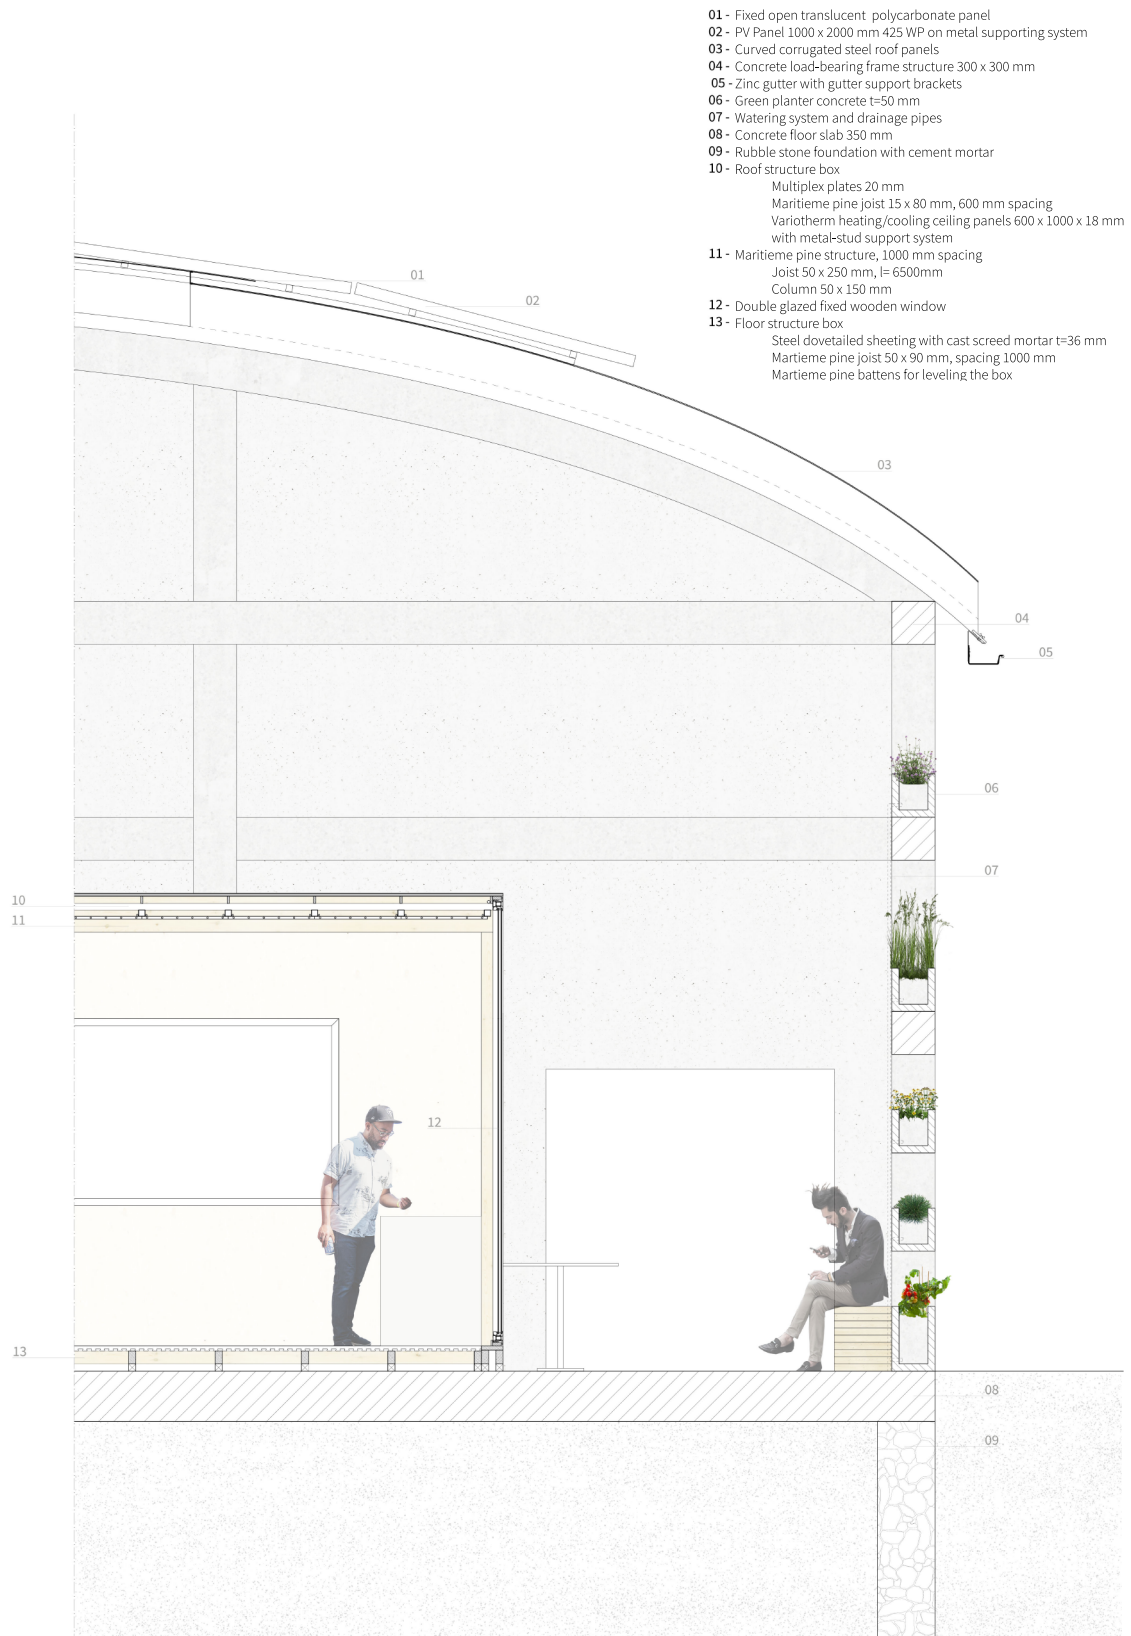 01 - Fixed open translucent polycarbonate panel
02 - PV Panel 1000 x 2000 mm 425 WP on metal supporting system
03 - Curved corrugated steel roof panels
04 - Concrete load-bearing frame structure 300 x 300 mm
05 - Zinc gutter with gutter support brackets
06 - Green planter concrete t=50 mm
07 - Watering system and drainage pipes
08 - Concrete floor slab 350 mm
09 - Rubble stone foundation with cement mortar
10 - Roof structure box
Multiplex plates 20 mm
Maritieme pine joist 15 x 80 mm, 600 mm spacing
Variotherm heating/cooling ceiling panels 600 x 1000 x 18 mm
with metal-stud support system
11 - Maritieme pine structure, 1000 mm spacing
Joist 50 x 250 mm, l= 6500mm
Column 50 x 150 mm
12 - Double glazed fixed wooden window
13 - Floor structure box
Steel dovetailed sheeting with cast screed mortar t=36 mm
Martieme pine joist 50 x 90 mm, spacing 1000 mm
Martieme pine battens for leveling the box
01
02
03
04
05
06
07
10
11
12
13
08
09